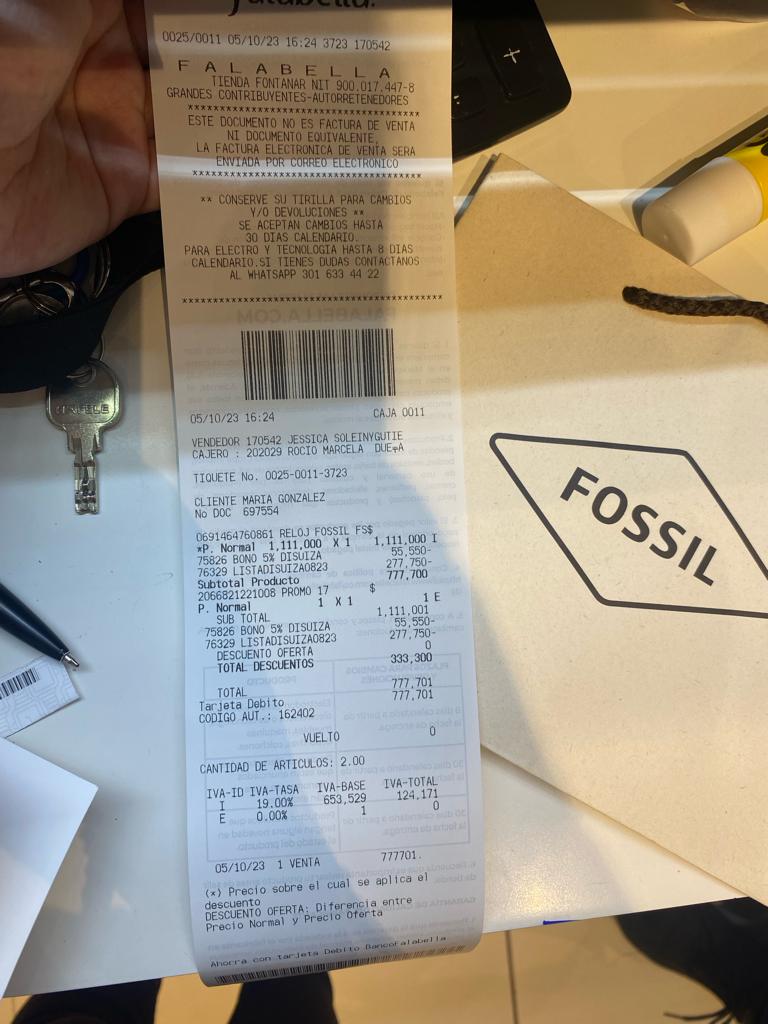 falabella.
0025/0011 05/10/23 16:24 3723 170542
FALABELLA
TIENDA FONTANAR NIT 900.017.447-8
GRANDES CONTRIBUYENTES-AUTORRETENEDORES
****************************************
ESTE DOCUMENTO NO ES FACTURA DE VENTA
NI DOCUMENTO EQUIVALENTE,
LA FACTURA ELECTRONICA DE VENTA SERA
ENVIADA POR CORREO ELECTRONICO
****************************************
** CONSERVE SU TIRILLA PARA CAMBIOS
Y/O DEVOLUCIONES **
SE ACEPTAN CAMBIOS HASTA
30 DIAS CALENDARIO.
PARA ELECTRO Y TECNOLOGIA HASTA 8 DIAS
CALENDARIO.SI TIENES DUDAS CONTACTANOS
AL WHATSAPP 301 633 44 22
****************************************
05/10/23 16:24 CAJA 0011
VENDEDOR 170542 JESSICA SOLEINYGUTIE
CAJERO : 202029 ROCIO MARCELA DUE╤A
TIQUETE No. 0025-0011-3723
CLIENTE MARIA GONZALEZ
No DOC 697554
0691464760861 RELOJ FOSSIL FS$
*P. Normal 1,111,000 X 1 1,111,000 I
75826 BONO 5% DISUIZA 55,550-
76329 LISTADISUIZA0823 277,750-
Subtotal Producto 777,700
2066821221008 PROMO 17 $
P. Normal 1 X 1 1 E
SUB TOTAL 1,111,001
75826 BONO 5% DISUIZA 55,550-
76329 LISTADISUIZA0823 277,750-
DESCUENTO OFERTA 0
TOTAL DESCUENTOS 333,300
TOTAL 777,701
Tarjeta Debito 777,701
CODIGO AUT.: 162402
VUELTO 0
CANTIDAD DE ARTICULOS: 2.00
IVA-ID IVA-TASA IVA-BASE IVA-TOTAL
I 19.00% 653,529 124,171
E 0.00% 1 0
05/10/23 1 VENTA 777701.
(*) Precio sobre el cual se aplica el
descuento
DESCUENTO OFERTA: Diferencia entre
Precio Normal y Precio Oferta
Ahorra con tarjeta Debito BancoFalabella
FOSSIL